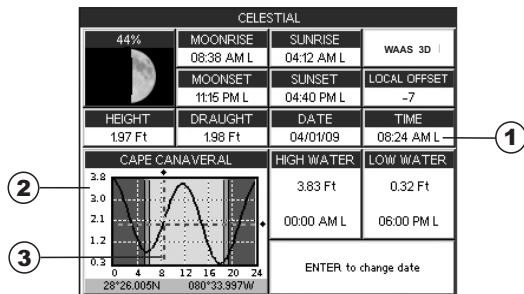 CELESTIAL
44%
MOONRISE
08:38 AM L
SUNRISE
04:12 AM L
WAAS 3D
MOONSET
11:15 PM L
SUNSET
04:40 PM L
LOCAL OFFSET
-7
HEIGHT
1.97 Ft
DRAUGHT
1.98 Ft
DATE
04/01/09
TIME
08:24 AM L
1
CAPE CANAVERAL
HIGH WATER
LOW WATER
2
3.8
3.0
2.1
1.2
0.3
3.83 Ft
0.32 Ft
00:00 AM L
06:00 PM L
3
0 4 8 12 16 20 24
28°26.005N 080°33.997W
ENTER to change date